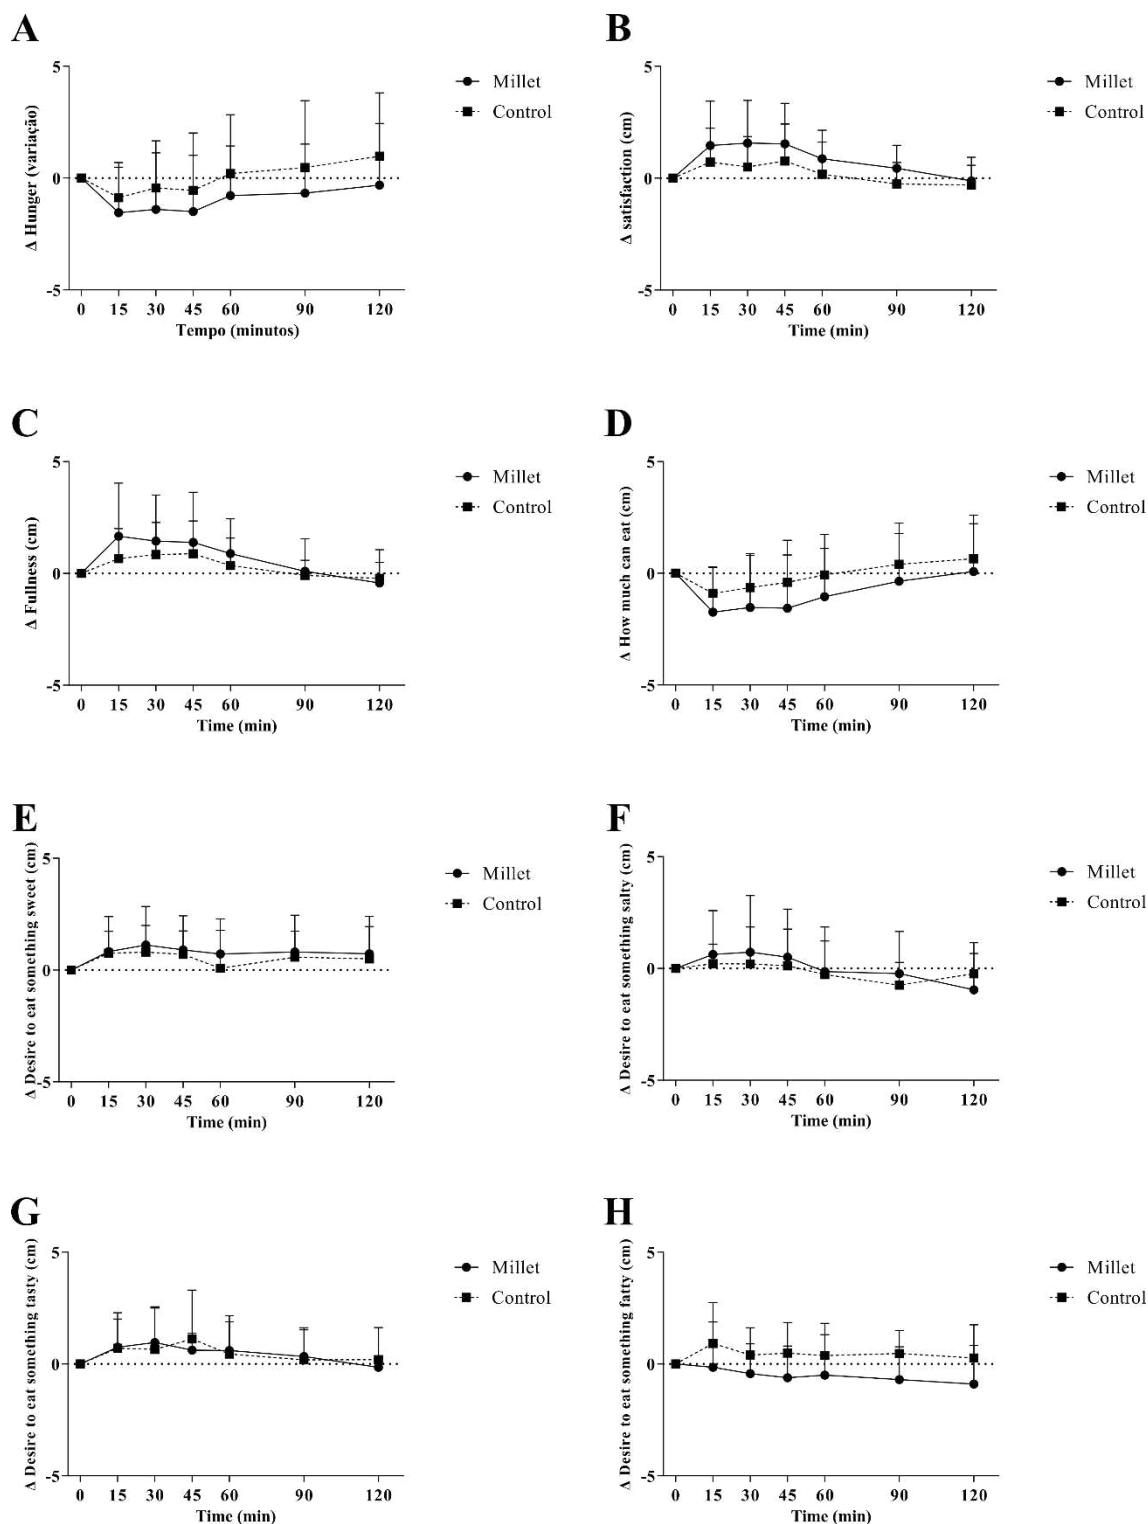 A
5
0
-5
Δ Hunger (variação)
0 15 30 45 60 90 120
Tempo (minutos)
Millet
Control
B
5
0
-5
Δ satisfaction (cm)
0 15 30 45 60 90 120
Time (min)
Millet
Control
C
5
0
-5
Δ Fullness (cm)
0 15 30 45 60 90 120
Time (min)
Millet
Control
D
5
0
-5
Δ How much can eat (cm)
0 15 30 45 60 90 120
Time (min)
Millet
Control
E
5
0
-5
Δ Desire to eat something sweet (cm)
0 15 30 45 60 90 120
Time (min)
Millet
Control
F
5
0
-5
Δ Desire to eat something salty (cm)
0 15 30 45 60 90 120
Time (min)
Millet
Control
G
5
0
-5
Δ Desire to eat something tasty (cm)
0 15 30 45 60 90 120
Time (min)
Millet
Control
H
5
0
-5
Δ Desire to eat something fatty (cm)
0 15 30 45 60 90 120
Time (min)
Millet
Control